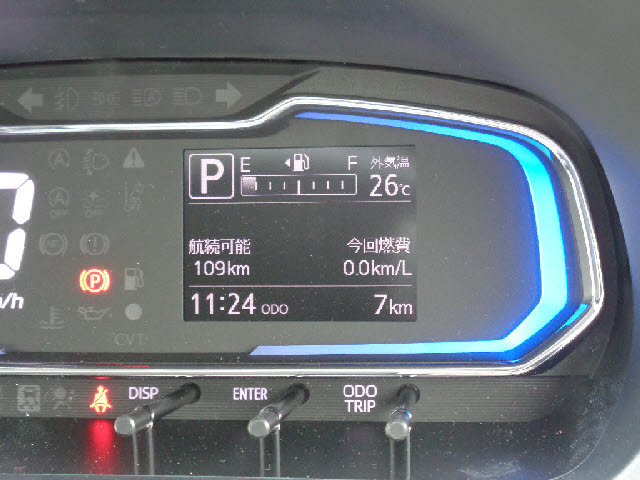 P E F 外気温
26℃
航続可能 今回燃費
109km 0.0km/L
11:24 ODO 7km
OFF OFF
P
m/h
CVT
DISP ENTER ODO
TRIP